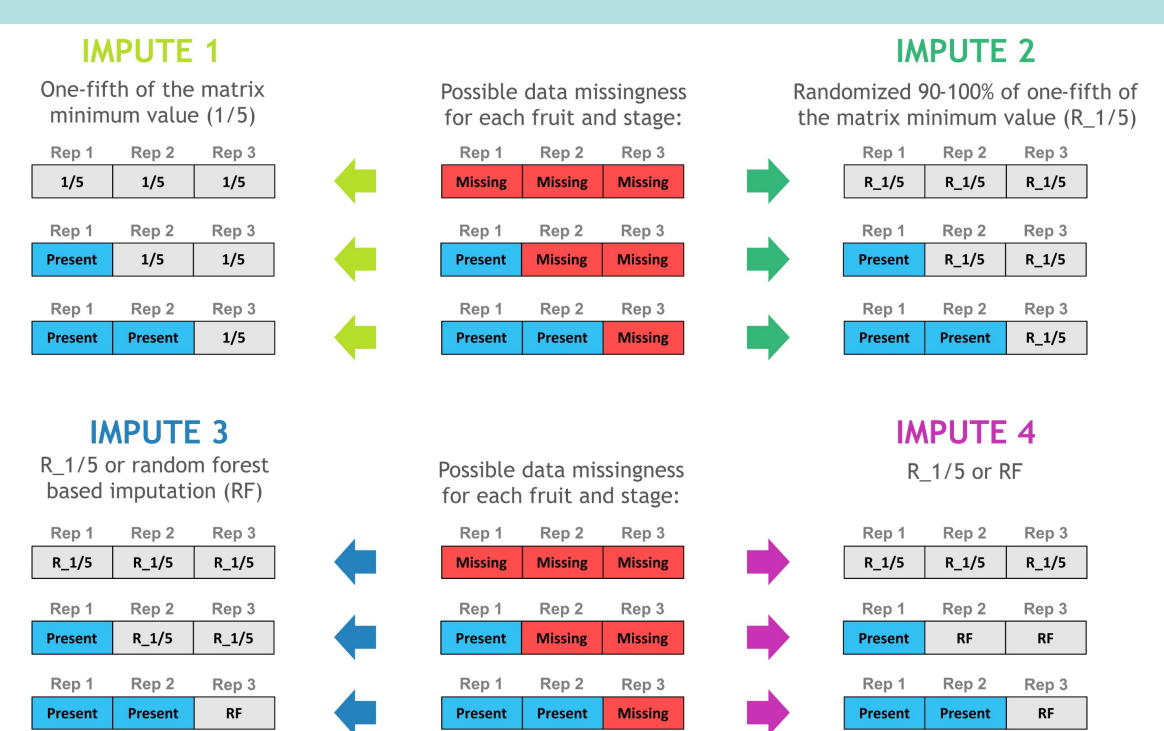 IMPUTE 1
One-fifth of the matrix
minimum value (1/5)
Rep 1 Rep 2 Rep 3
1/5 1/5 1/5
Rep 1 Rep 2 Rep 3
Present 1/5 1/5
Rep 1 Rep 2 Rep 3
Present Present 1/5
Possible data missingness
for each fruit and stage:
Rep 1 Rep 2 Rep 3
Missing Missing Missing
Rep 1 Rep 2 Rep 3
Present Missing Missing
Rep 1 Rep 2 Rep 3
Present Present Missing
IMPUTE 2
Randomized 90-100% of one-fifth of
the matrix minimum value (R_1/5)
Rep 1 Rep 2 Rep 3
R_1/5 R_1/5 R_1/5
Rep 1 Rep 2 Rep 3
Present R_1/5 R_1/5
Rep 1 Rep 2 Rep 3
Present Present R_1/5
IMPUTE 3
R_1/5 or random forest
based imputation (RF)
Rep 1 Rep 2 Rep 3
R_1/5 R_1/5 R_1/5
Rep 1 Rep 2 Rep 3
Present R_1/5 R_1/5
Rep 1 Rep 2 Rep 3
Present Present RF
Possible data missingness
for each fruit and stage:
Rep 1 Rep 2 Rep 3
Missing Missing Missing
Rep 1 Rep 2 Rep 3
Present Missing Missing
Rep 1 Rep 2 Rep 3
Present Present Missing
IMPUTE 4
R_1/5 or RF
Rep 1 Rep 2 Rep 3
R_1/5 R_1/5 R_1/5
Rep 1 Rep 2 Rep 3
Present RF RF
Rep 1 Rep 2 Rep 3
Present Present RF